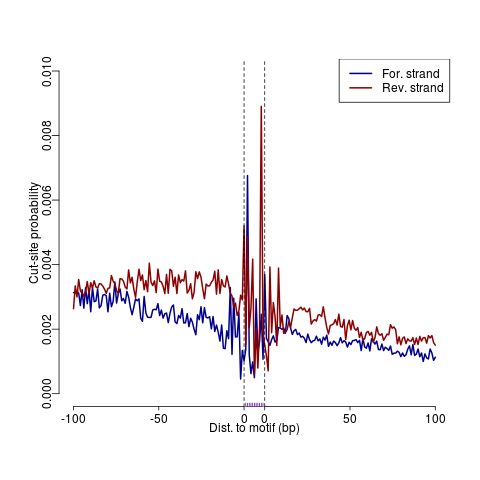 For. strand
Rev. strand
Cut-site probability
0.010
0.008
0.006
0.004
0.002
0.000
-100 -50 0 0 50 100
Dist. to motif (bp)